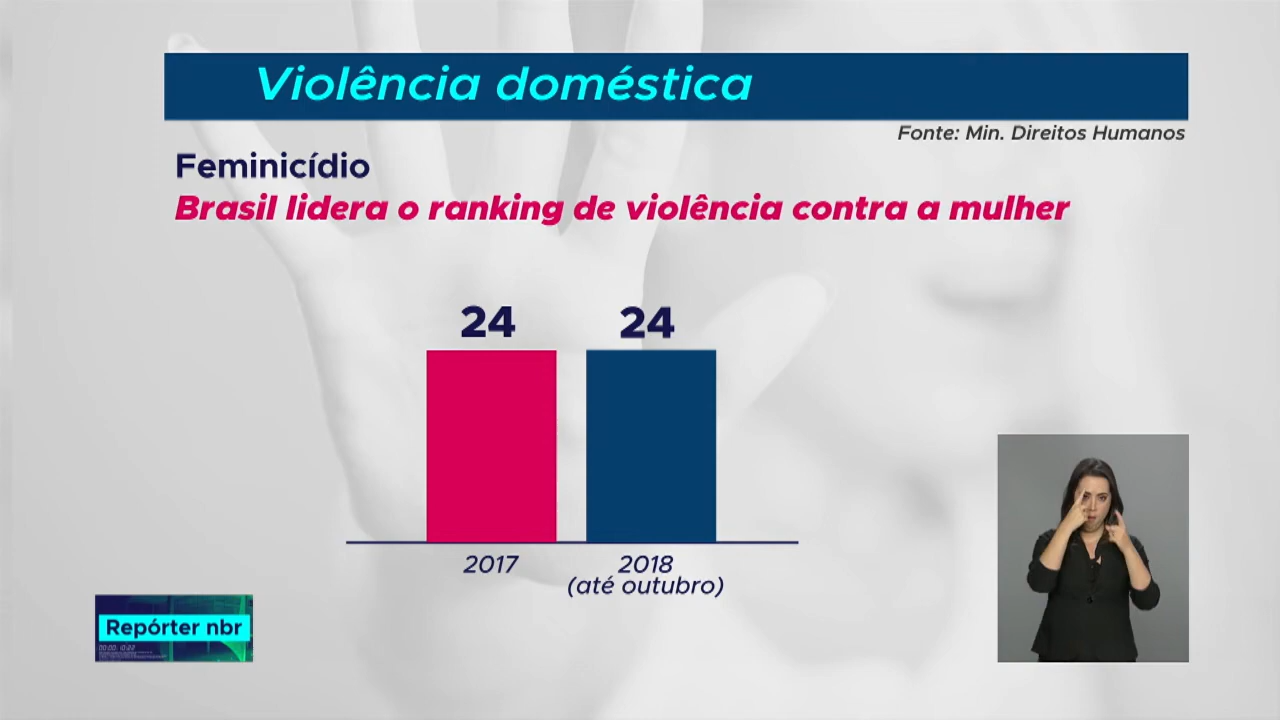 Violência doméstica
Fonte: Min. Direitos Humanos
Feminicídio
Brasil lidera o ranking de violência contra a mulher
24 24
2017 2018
(até outubro)
Repórter nbr